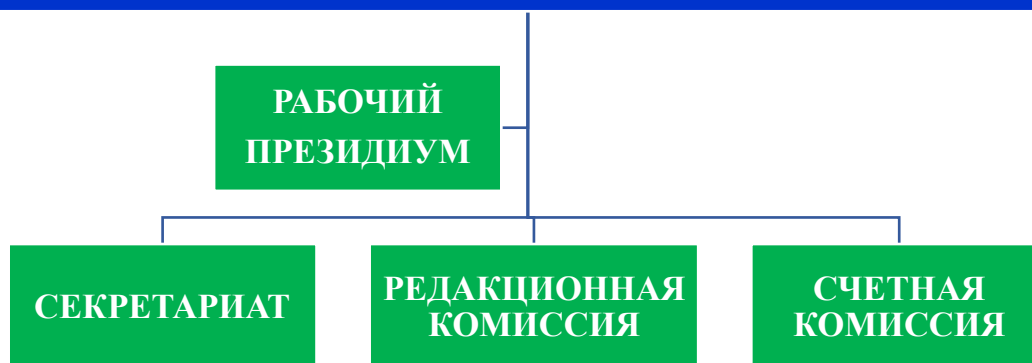 РАБОЧИЙ
ПРЕЗИДИУМ
СЕКРЕТАРИАТ
РЕДАКЦИОННАЯ
КОМИССИЯ
СЧЕТНАЯ
КОМИССИЯ